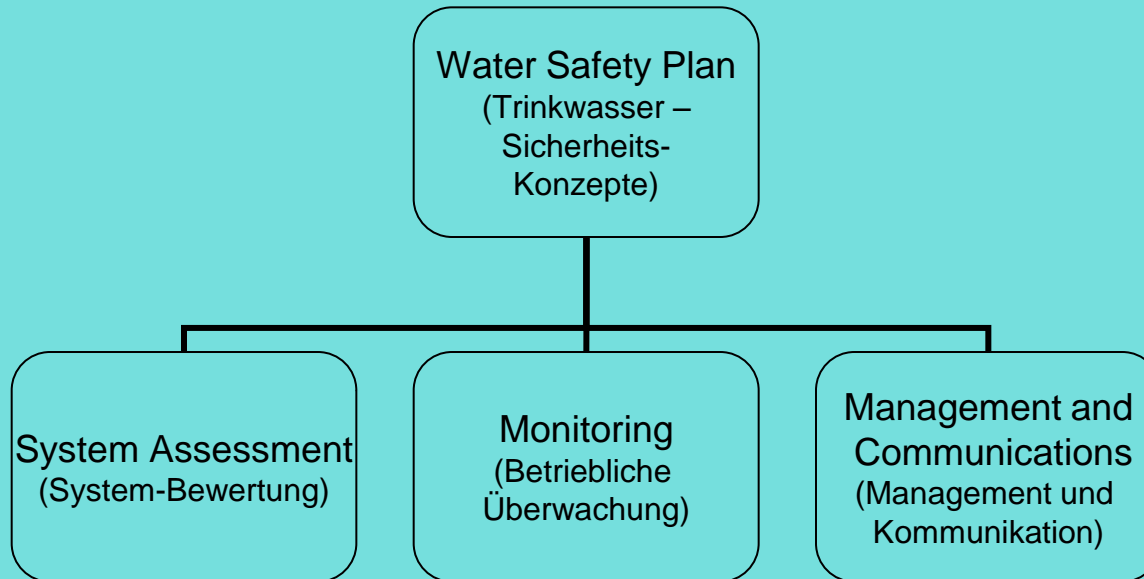 Water Safety Plan
(Trinkwasser –
Sicherheits-
Konzepte)
System Assessment
(System-Bewertung)
Monitoring
(Betriebliche
Überwachung)
Management and
Communications
(Management und
Kommunikation)